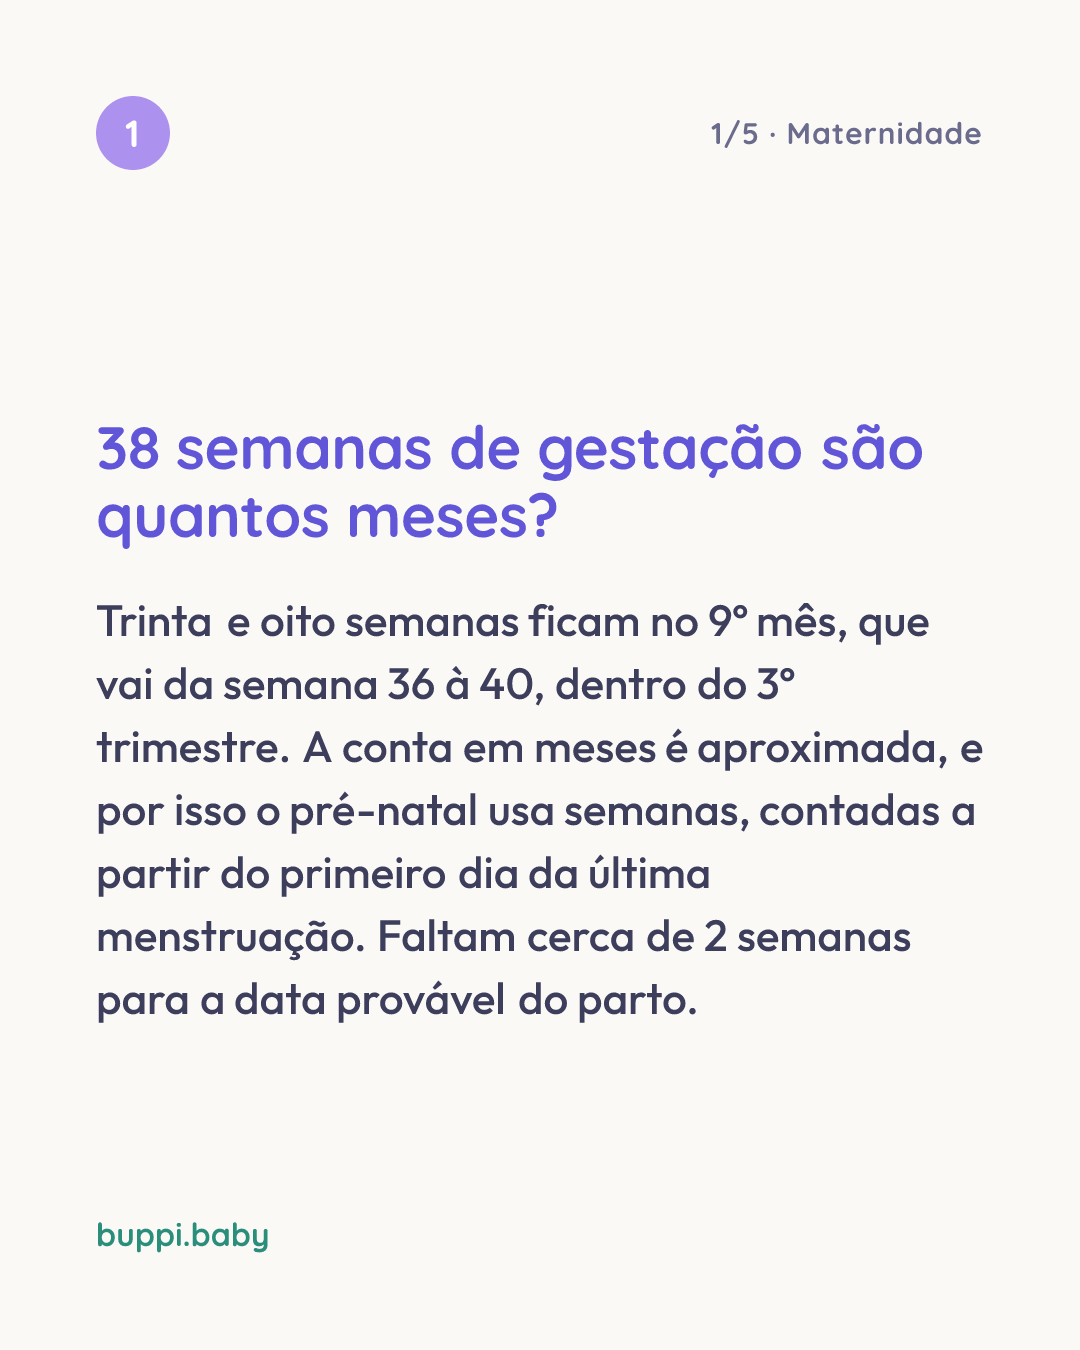 1
1/5 · Maternidade
38 semanas de gestação são
quantos meses?
Trinta e oito semanas ficam no 9º mês, que
vai da semana 36 à 40, dentro do 3º
trimestre. A conta em meses é aproximada, e
por isso o pré-natal usa semanas, contadas a
partir do primeiro dia da última
menstruação. Faltam cerca de 2 semanas
para a data provável do parto.
buppi.baby